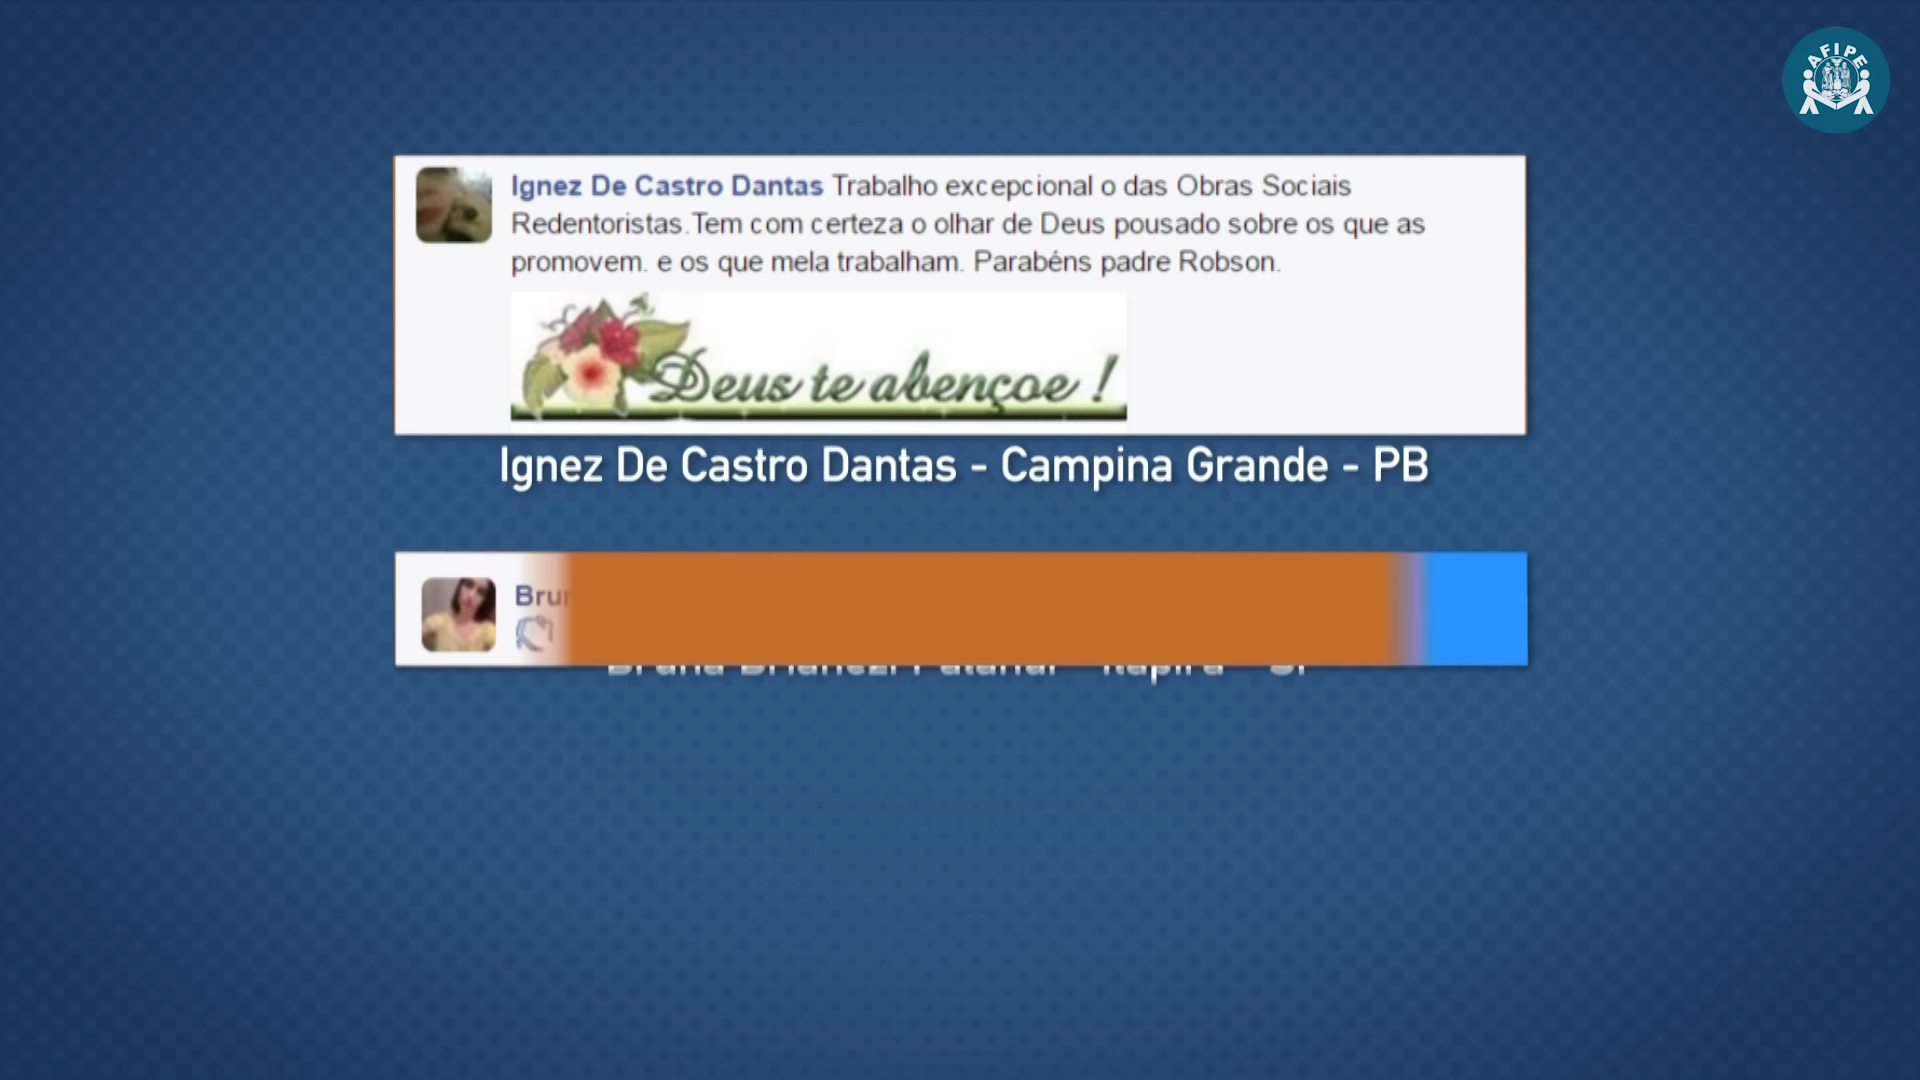 AFIPE
Ignez De Castro Dantas Trabalho excepcional o das Obras Sociais
Redentoristas.Tem com certeza o olhar de Deus pousado sobre os que as
promovem. e os que mela trabalham. Parabéns padre Robson.
Deus te abençoe !
Ignez De Castro Dantas - Campina Grande - PB